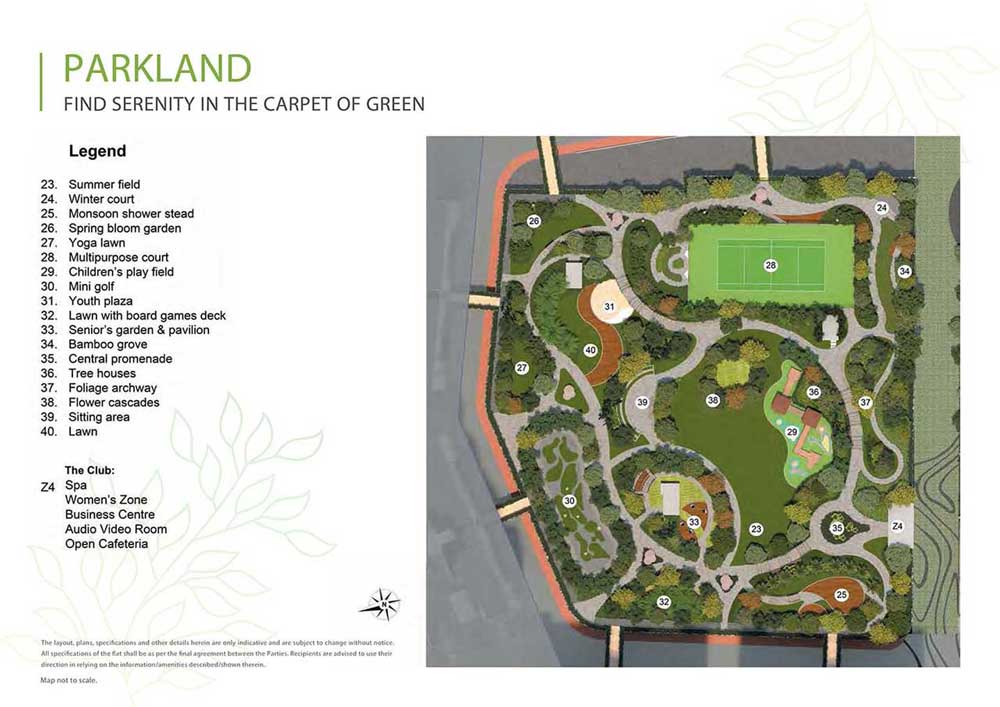 PARKLAND
FIND SERENITY IN THE CARPET OF GREEN
Legend
23. Summer field
24. Winter court
25. Monsoon shower stead
26. Spring bloom garden
27. Yoga lawn
28. Multipurpose court
29. Children's play field
30. Mini golf
31. Youth plaza
32. Lawn with board games deck
33. Senior's garden & pavilion
34. Bamboo grove
35. Central promenade
36. Tree houses
37. Foliage archway
38. Flower cascades
39. Sitting area
40. Lawn
The Club:
Z4 Spa
Women's Zone
Business Centre
Audio Video Room
Open Cafeteria
N
The layout, plans, specifications and other details herein are only indicative and are subject to change without notice.
All specifications of the flat shall be as per the final agreement between the Parties. Recipients are advised to use their
direction in relying on the information/amenities described/shown therein.
Map not to scale.
24
26
28
34
31
40
27
36
38
39
37
29
30
33
23
35
Z4
25
32